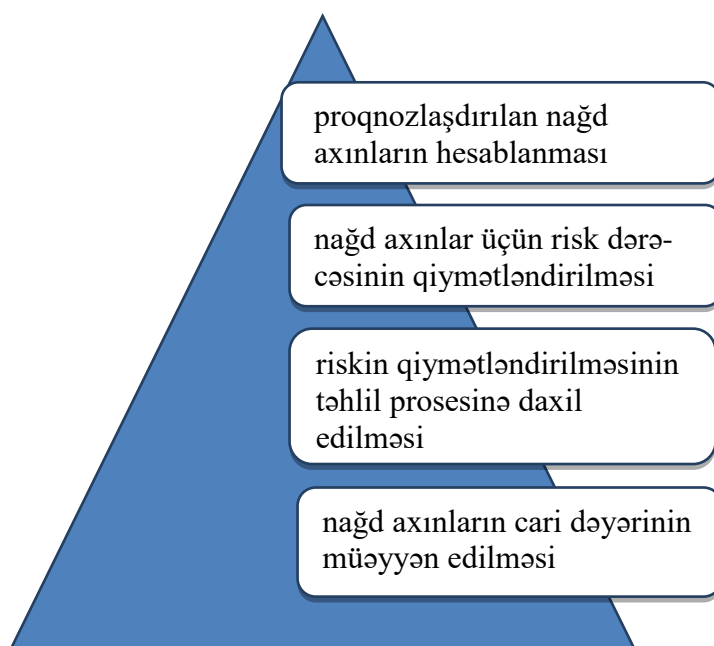 proqnozlaşdırılan nağd
axınların hesablanması
nağd axınlar üçün risk dərə-
cəsinin qiymətləndirilməsi
riskin qiymətləndirilməsinin
təhlil prosesinə daxil
edilməsi
nağd axınların cari dəyərinin
müəyyən edilməsi